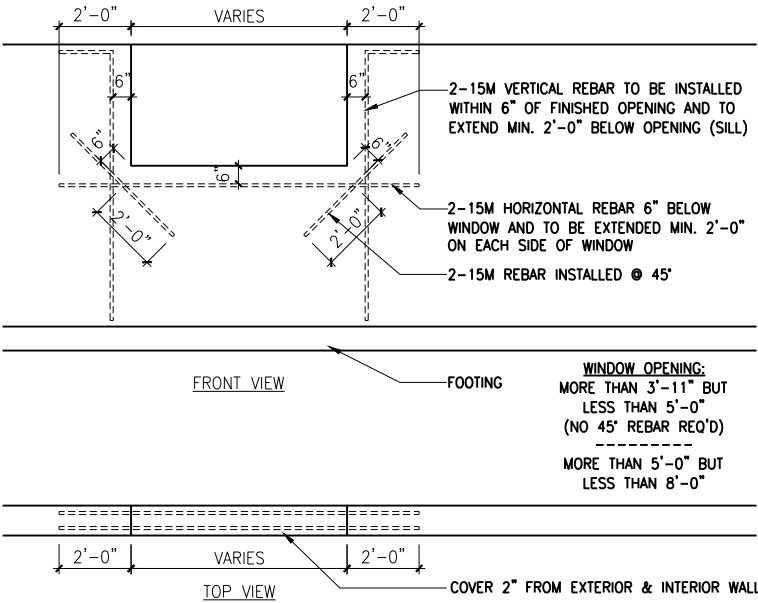 2'-0" VARIES 2'-0"
6" 6"
2-15M VERTICAL REBAR TO BE INSTALLED
WITHIN 6" OF FINISHED OPENING AND TO
EXTEND MIN. 2'-0" BELOW OPENING (SILL)
6" 6" 6"
2'-0" 2'-0"
2-15M HORIZONTAL REBAR 6" BELOW
WINDOW AND TO BE EXTENDED MIN. 2'-0"
ON EACH SIDE OF WINDOW
2-15M REBAR INSTALLED @ 45°
FRONT VIEW
FOOTING
WINDOW OPENING:
MORE THAN 3'-11" BUT
LESS THAN 5'-0"
(NO 45° REBAR REQ'D)
----------
MORE THAN 5'-0" BUT
LESS THAN 8'-0"
2'-0" VARIES 2'-0"
TOP VIEW
COVER 2" FROM EXTERIOR & INTERIOR WALL